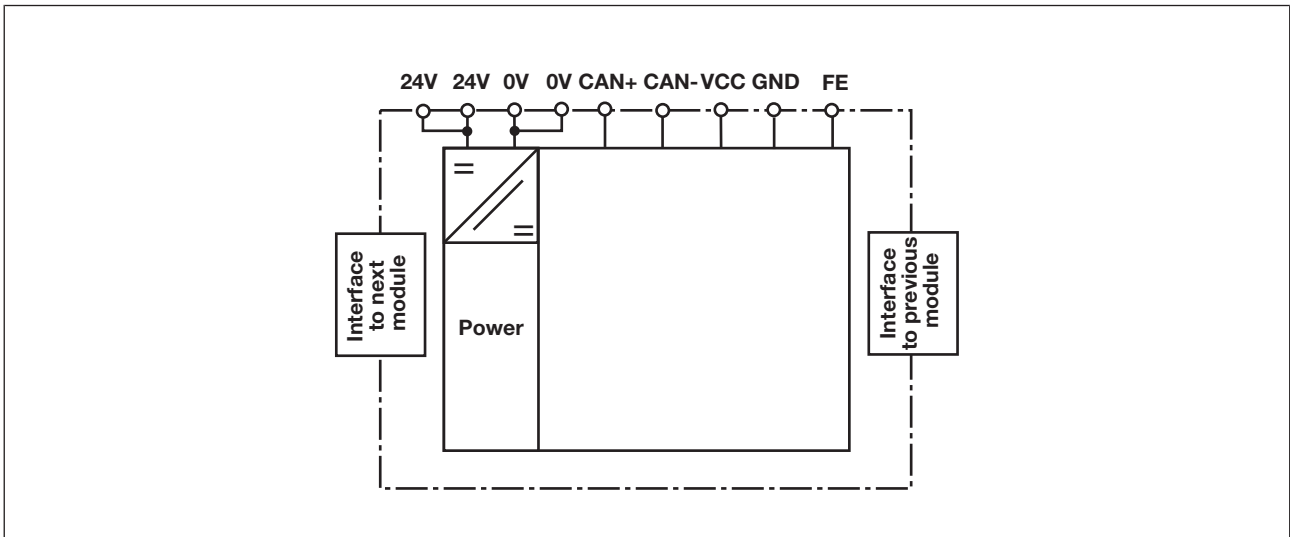 24V 24V 0V 0V CAN+ CAN- VCC GND FE
Interface
to next
module
Power
Interface
to previous
module